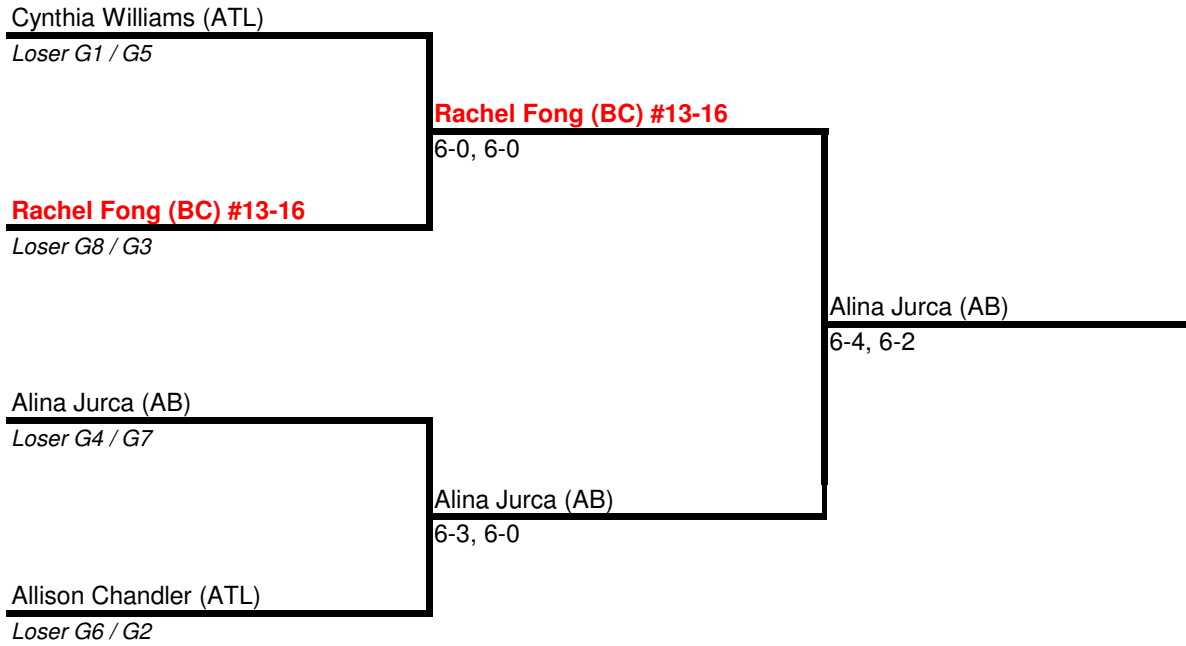 Cynthia Williams (ATL)
Loser G1 / G5
Rachel Fong (BC) #13-16
6-0, 6-0
Rachel Fong (BC) #13-16
Loser G8 / G3
Alina Jurca (AB)
6-4, 6-2
Alina Jurca (AB)
Loser G4 / G7
Alina Jurca (AB)
6-3, 6-0
Allison Chandler (ATL)
Loser G6 / G2